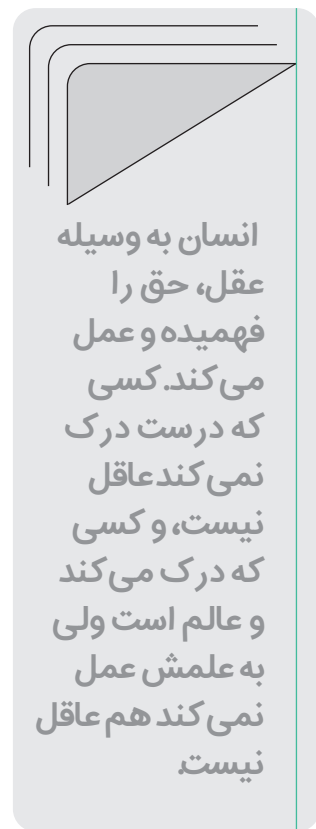 انسان به وسیله
عقل، حق را
فهمیده و عمل
می‌کند. کسی
که درست درک
نمی‌کند عاقل
نیست، و کسی
که درک می‌کند
و عالم است ولی
به علمش عمل
نمی‌کند هم عاقل
نیست.